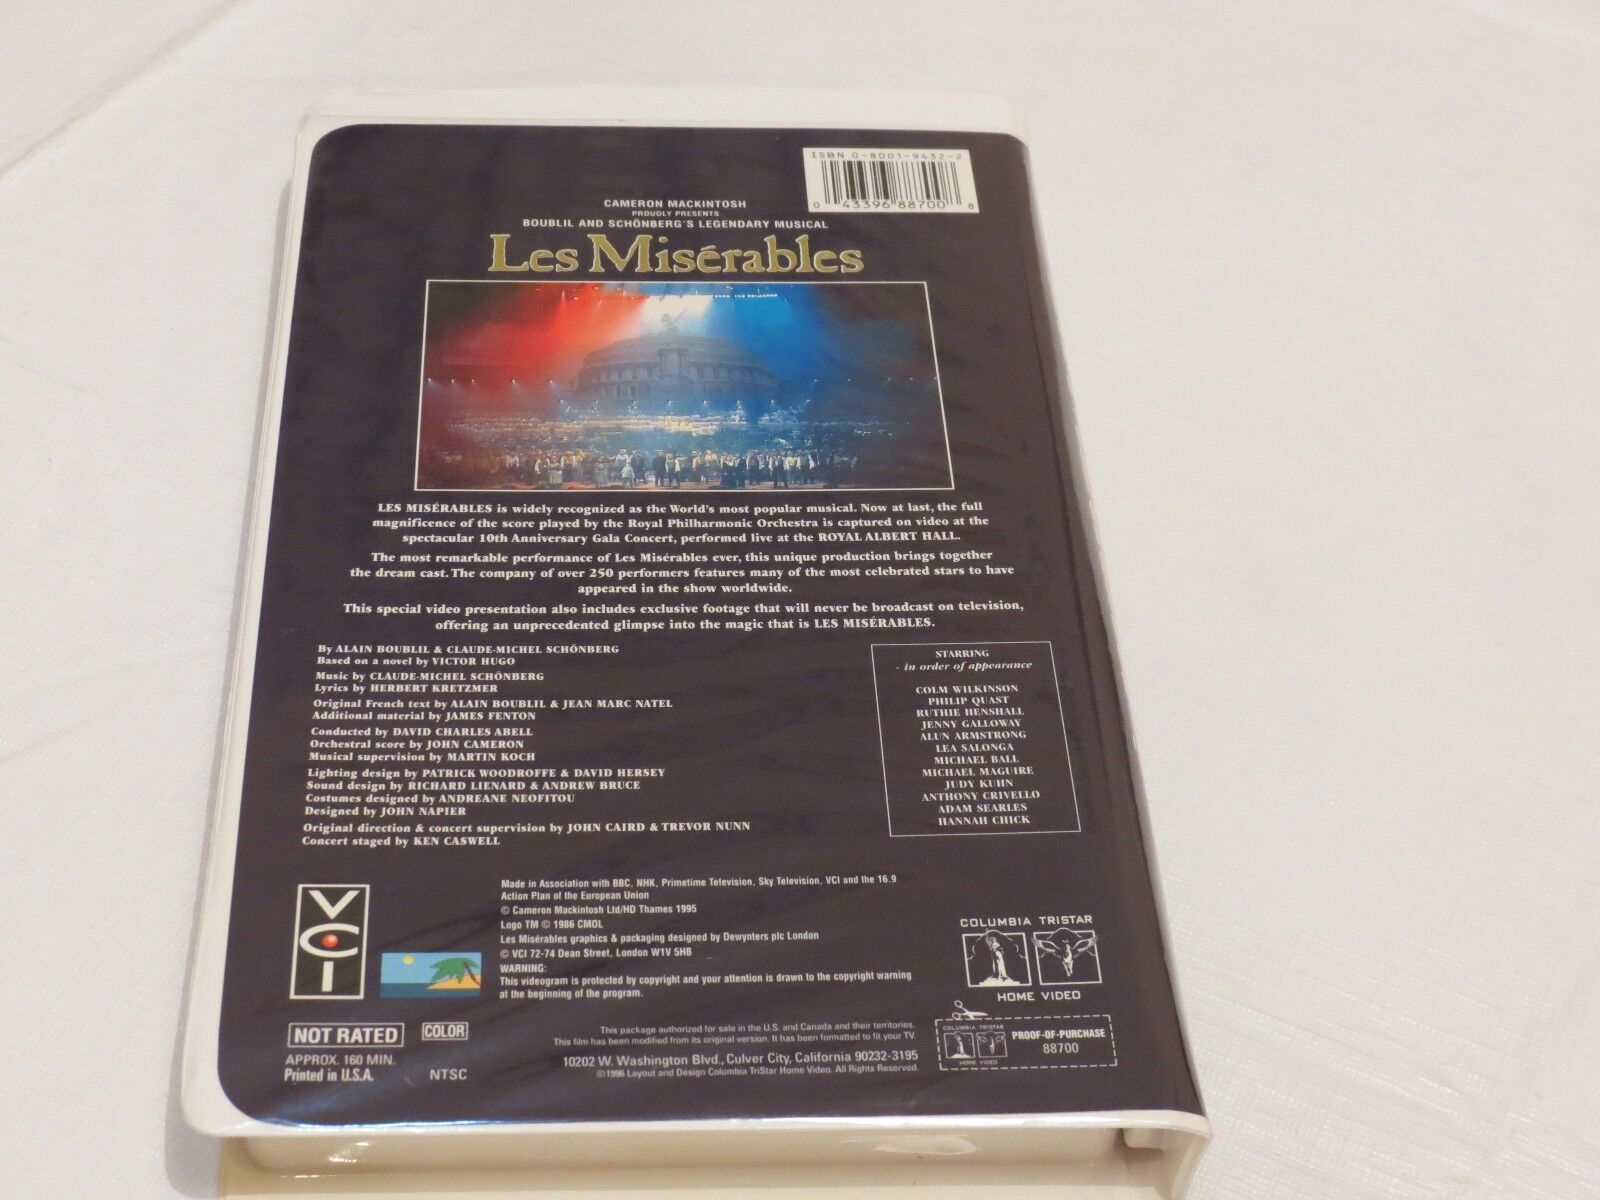 ISBN 0-8001-9432-2
0 43396 88700 8
CAMERON MACKINTOSH
PROUDLY PRESENTS
BOUBLIL AND SCHÖNBERG'S LEGENDARY MUSICAL
Les Misérables
LES MISÉRABLES is widely recognized as the World's most popular musical. Now at last, the full
magnificence of the score played by the Royal Philharmonic Orchestra is captured on video at the
spectacular 10th Anniversary Gala Concert, performed live at the ROYAL ALBERT HALL.
The most remarkable performance of Les Misérables ever, this unique production brings together
the dream cast. The company of over 250 performers features many of the most celebrated stars to have
appeared in the show worldwide.
This special video presentation also includes exclusive footage that will never be broadcast on television,
offering an unprecedented glimpse into the magic that is LES MISÉRABLES.
By ALAIN BOUBLIL & CLAUDE-MICHEL SCHÖNBERG
Based on a novel by VICTOR HUGO
Music by CLAUDE-MICHEL SCHÖNBERG
Lyrics by HERBERT KRETZMER
Original French text by ALAIN BOUBLIL & JEAN MARC NATEL
Additional material by JAMES FENTON
Conducted by DAVID CHARLES ABELL
Orchestral score by JOHN CAMERON
Musical supervision by MARTIN KOCH
Lighting design by PATRICK WOODROFFE & DAVID HERSEY
Sound design by RICHARD LIENARD & ANDREW BRUCE
Costumes designed by ANDREANE NEOFITOU
Designed by JOHN NAPIER
Original direction & concert supervision by JOHN CAIRD & TREVOR NUNN
Concert staged by KEN CASWELL
STARRING
- in order of appearance
COLM WILKINSON
PHILIP QUAST
RUTHIE HENSHALL
JENNY GALLOWAY
ALUN ARMSTRONG
LEA SALONGA
MICHAEL BALL
MICHAEL MAGUIRE
JUDY KUHN
ANTHONY CRIVELLO
ADAM SEARLES
HANNAH CHICK
VCI
Made in Association with BBC, NHK, Primetime Television, Sky Television, VCI and the 16.9
Action Plan of the European Union
© Cameron Mackintosh Ltd/HD Thames 1995
Logo TM © 1986 CMOL
Les Misérables graphics & packaging designed by Dewynters plc London
© VCI 72-74 Dean Street, London W1V 5HB
WARNING:
This videogram is protected by copyright and your attention is drawn to the copyright warning
at the beginning of the program.
COLUMBIA TRISTAR
HOME VIDEO
NOT RATED
COLOR
APPROX. 160 MIN.
Printed in U.S.A.
NTSC
This package authorized for sale in the U.S. and Canada and their territories.
This film has been modified from its original version. It has been formatted to fit your TV.
10202 W. Washington Blvd., Culver City, California 90232-3195
©1996 Layout and Design Columbia TriStar Home Video. All Rights Reserved.
COLUMBIA TRISTAR
HOME VIDEO
PROOF-OF-PURCHASE
88700